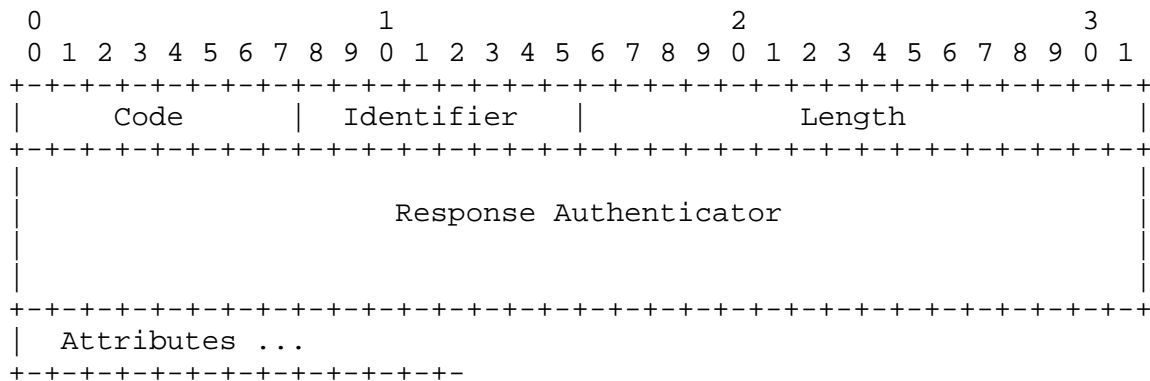 0                   1                   2                   3
 0 1 2 3 4 5 6 7 8 9 0 1 2 3 4 5 6 7 8 9 0 1 2 3 4 5 6 7 8 9 0 1
+-+-+-+-+-+-+-+-+-+-+-+-+-+-+-+-+-+-+-+-+-+-+-+-+-+-+-+-+-+-+-+-+
|     Code      |  Identifier   |            Length             |
+-+-+-+-+-+-+-+-+-+-+-+-+-+-+-+-+-+-+-+-+-+-+-+-+-+-+-+-+-+-+-+-+
|                                                               |
|                     Response Authenticator                    |
|                                                               |
|                                                               |
+-+-+-+-+-+-+-+-+-+-+-+-+-+-+-+-+-+-+-+-+-+-+-+-+-+-+-+-+-+-+-+-+
|  Attributes ...
+-+-+-+-+-+-+-+-+-+-+-+-+-